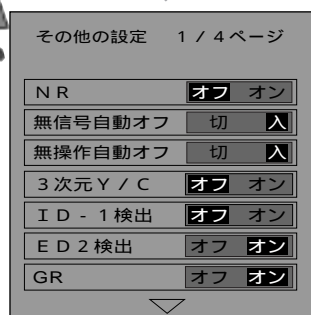 その他の設定 1/4ページ
NR オフ オン
無信号自動オフ 切 入
無操作自動オフ 切 入
3次元Y/C オフ オン
ID-1検出 オフ オン
ED2検出 オフ オン
GR オフ オン